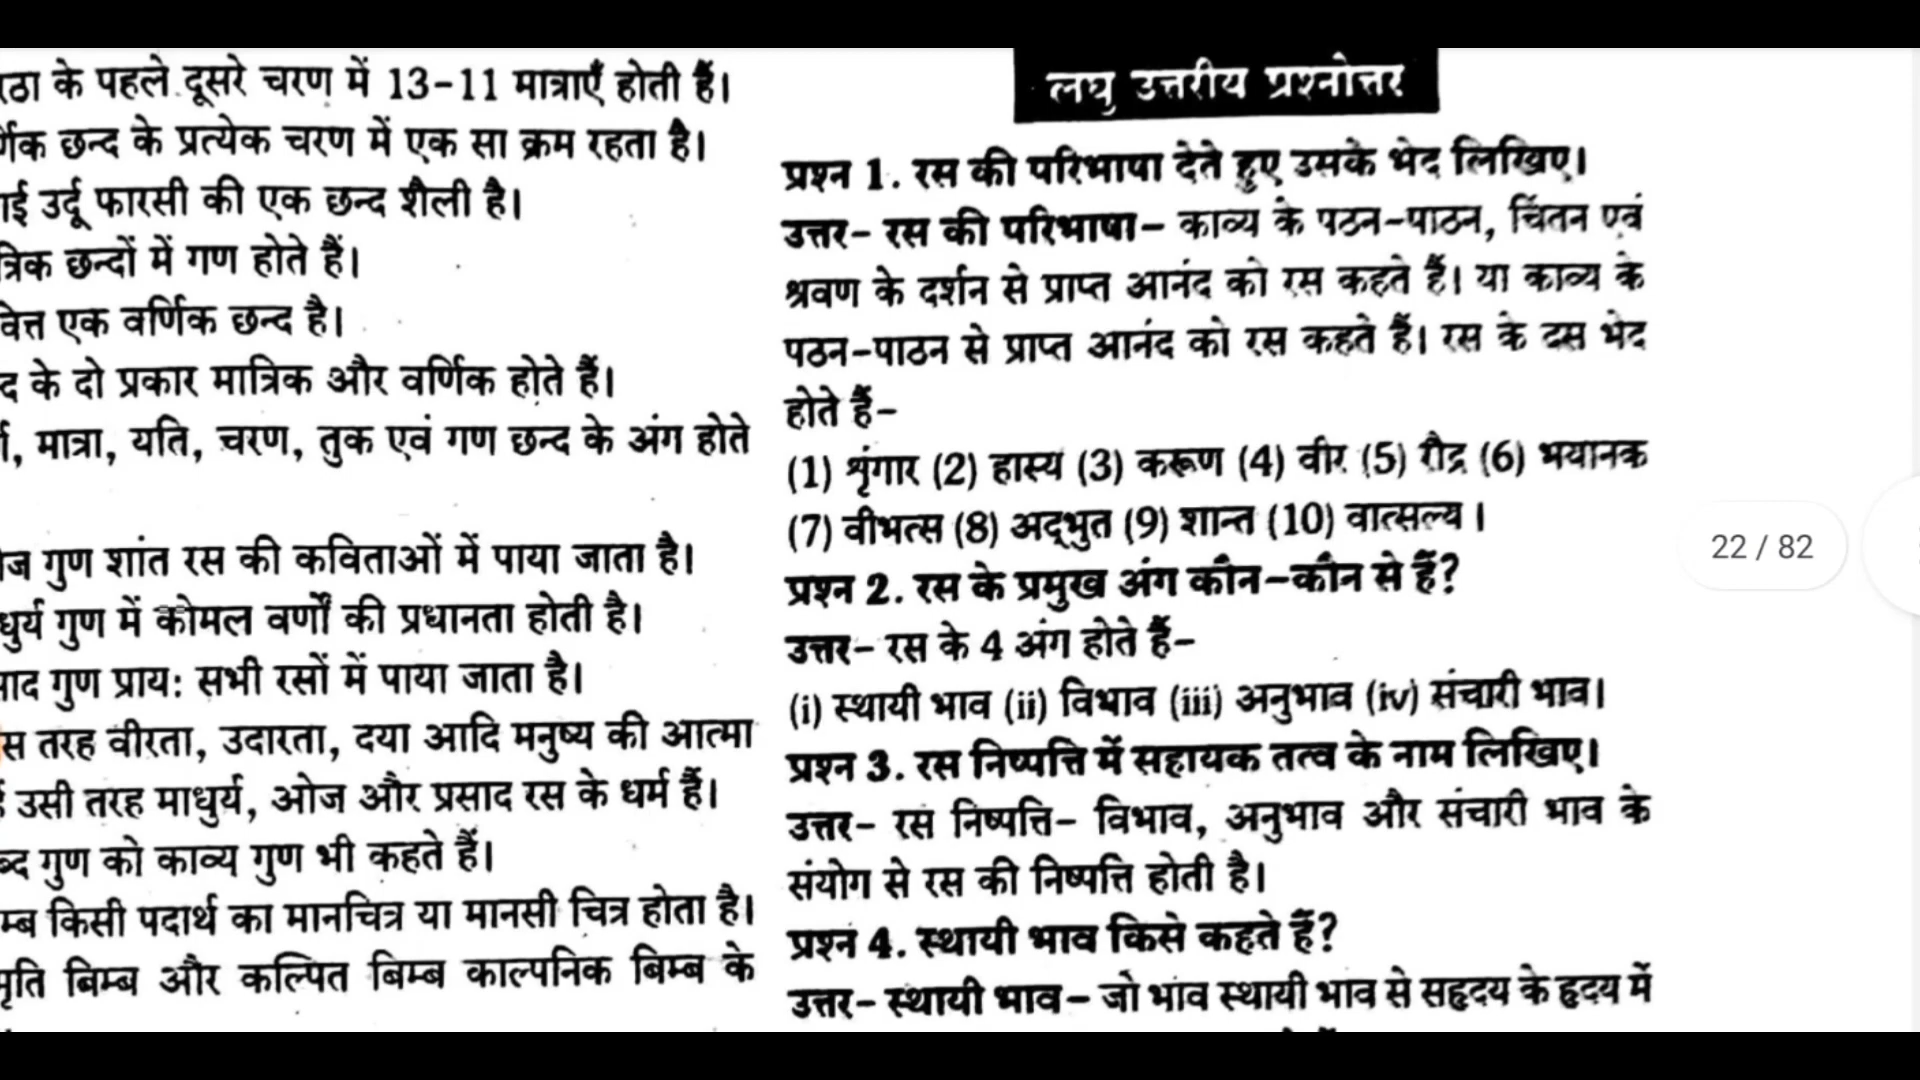 के पहले दूसरे चरण में 13-11 मात्राएँ होती हैं।
छन्द के प्रत्येक चरण में एक सा क्रम रहता है।
उर्दू फारसी की एक छन्द शैली है।
छन्दों में गण होते हैं।
एक वर्णिक छन्द है।
के दो प्रकार मात्रिक और वर्णिक होते हैं।
मात्रा, यति, चरण, तुक एवं गण छन्द के अंग होते
गुण शांत रस की कविताओं में पाया जाता है।
गुण में कोमल वर्णों की प्रधानता होती है।
गुण प्राय: सभी रसों में पाया जाता है।
तरह वीरता, उदारता, दया आदि मनुष्य की आत्मा
उसी तरह माधुर्य, ओज और प्रसाद रस के धर्म हैं।
गुण को काव्य गुण भी कहते हैं।
किसी पदार्थ का मानचित्र या मानसी चित्र होता है।
बिम्ब और कल्पित बिम्ब काल्पनिक बिम्ब के
लघु उत्तरीय प्रश्नोत्तर
प्रश्न 1. रस की परिभाषा देते हुए उसके भेद लिखिए।
उत्तर- रस की परिभाषा- काव्य के पठन-पाठन, चिंतन एवं
श्रवण के दर्शन से प्राप्त आनंद को रस कहते हैं। या काव्य के
पठन-पाठन से प्राप्त आनंद को रस कहते हैं। रस के दस भेद
होते हैं-
(1) शृंगार (2) हास्य (3) करूण (4) वीर (5) रौद्र (6) भयानक
(7) वीभत्स (8) अद्भुत (9) शान्त (10) वात्सल्य।
प्रश्न 2. रस के प्रमुख अंग कौन-कौन से हैं?
उत्तर- रस के 4 अंग होते हैं-
(i) स्थायी भाव (ii) विभाव (iii) अनुभाव (iv) संचारी भाव।
प्रश्न 3. रस निष्पत्ति में सहायक तत्व के नाम लिखिए।
उत्तर- रस निष्पत्ति- विभाव, अनुभाव और संचारी भाव के
संयोग से रस की निष्पत्ति होती है।
प्रश्न 4. स्थायी भाव किसे कहते हैं?
उत्तर- स्थायी भाव- जो भाव स्थायी भाव से सहृदय के हृदय में
22 / 82